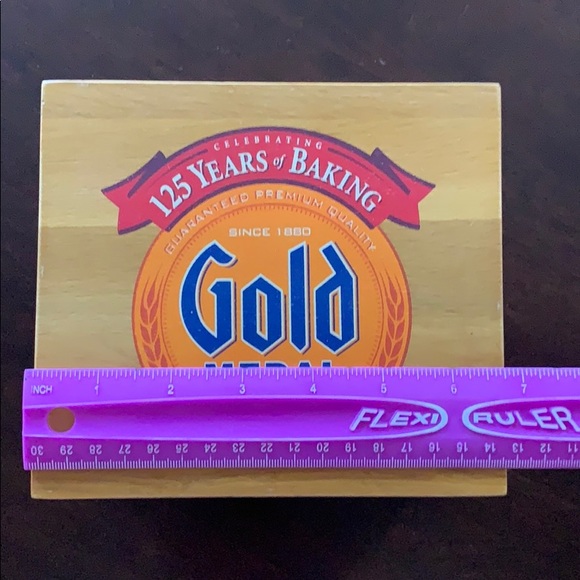 CELEBRATING
125 YEARS of BAKING
GUARANTEED PREMIUM QUALITY
SINCE 1880
Gold
MEDAL
INCH 1 2 3 4 5 6 7
FLEXI RULER
30 29 28 27 26 25 24 23 22 21 20 19 18 17 16 15 14 13 12 11